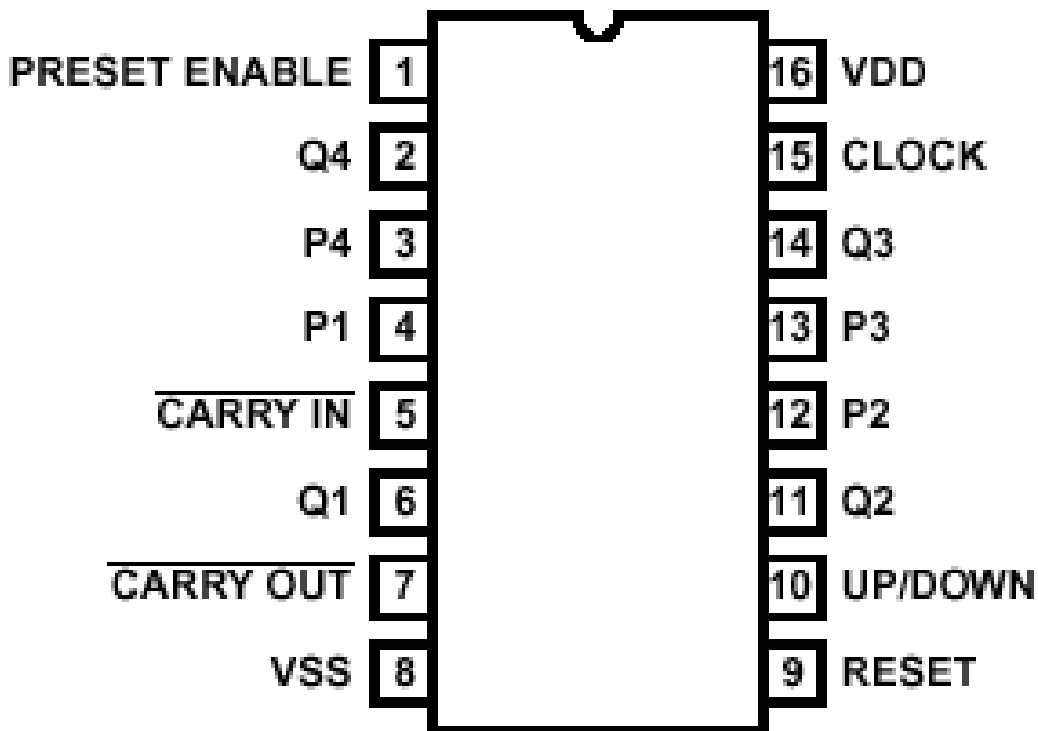 PRESET ENABLE 1 16 VDD
Q4 2 15 CLOCK
P4 3 14 Q3
P1 4 13 P3
CARRY IN 5 12 P2
Q1 6 11 Q2
CARRY OUT 7 10 UP/DOWN
VSS 8 9 RESET